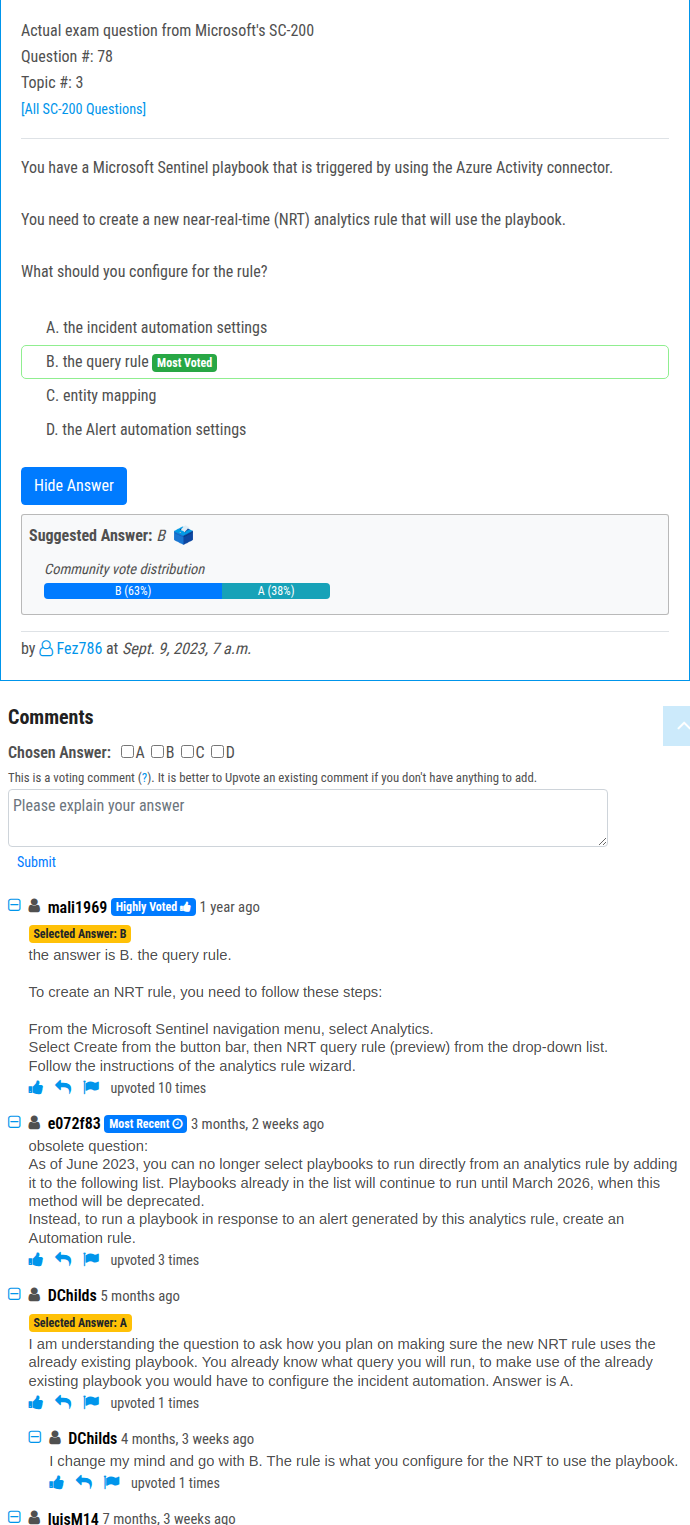 Actual exam question from Microsoft's SC-200
Question #: 78
Topic #: 3
[All SC-200 Questions]
You have a Microsoft Sentinel playbook that is triggered by using the Azure Activity connector.
You need to create a new near-real-time (NRT) analytics rule that will use the playbook.
What should you configure for the rule?
A. the incident automation settings
B. the query rule Most Voted
C. entity mapping
D. the Alert automation settings
Hide Answer
Suggested Answer: B
Community vote distribution
B (63%) A (38%)
by Fez786 at Sept. 9, 2023, 7 a.m.
Comments
Chosen Answer: A B C D
This is a voting comment (?). It is better to Upvote an existing comment if you don't have anything to add.
Please explain your answer
Submit
mali1969 Highly Voted 1 year ago
Selected Answer: B
the answer is B. the query rule.
To create an NRT rule, you need to follow these steps:
From the Microsoft Sentinel navigation menu, select Analytics.
Select Create from the button bar, then NRT query rule (preview) from the drop-down list.
Follow the instructions of the analytics rule wizard.
upvoted 10 times
e072f83 Most Recent 3 months, 2 weeks ago
obsolete question:
As of June 2023, you can no longer select playbooks to run directly from an analytics rule by adding
it to the following list. Playbooks already in the list will continue to run until March 2026, when this
method will be deprecated.
Instead, to run a playbook in response to an alert generated by this analytics rule, create an
Automation rule.
upvoted 3 times
DChilds 5 months ago
Selected Answer: A
I am understanding the question to ask how you plan on making sure the new NRT rule uses the
already existing playbook. You already know what query you will run, to make use of the already
existing playbook you would have to configure the incident automation. Answer is A.
upvoted 1 times
DChilds 4 months, 3 weeks ago
I change my mind and go with B. The rule is what you configure for the NRT to use the playbook.
upvoted 1 times
luisM14 7 months, 3 weeks ago